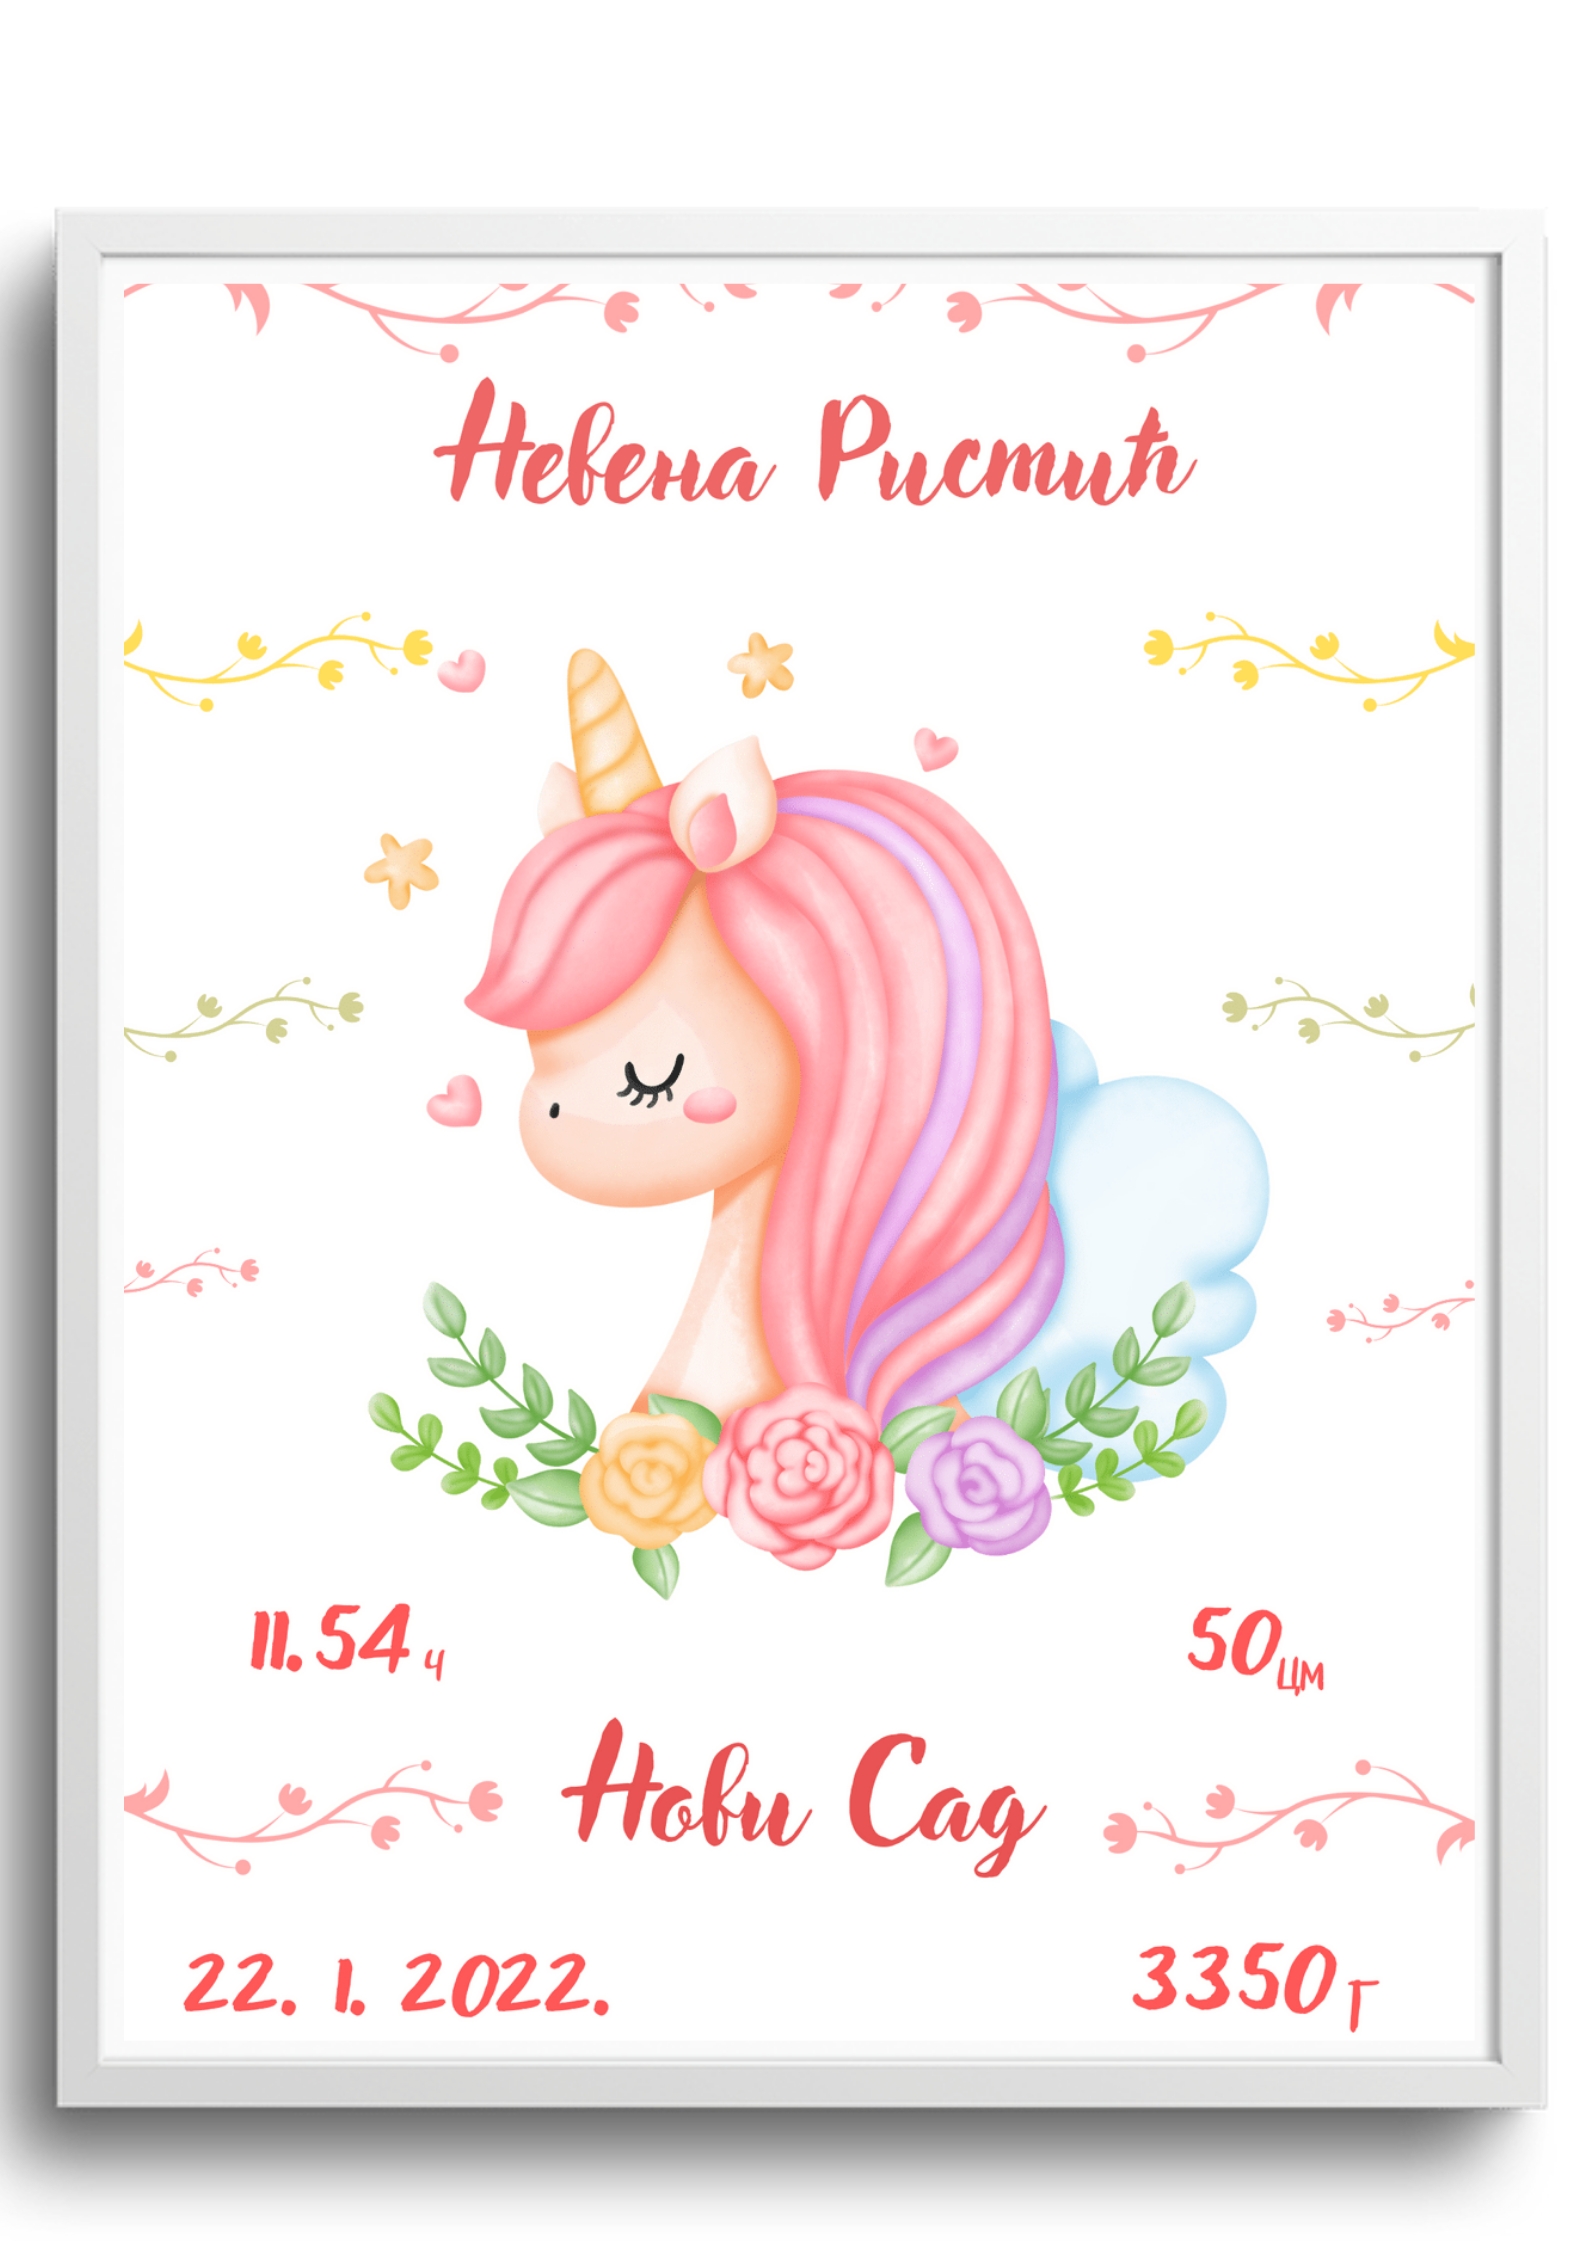 Невена Ристић
11.54 ч
50 цм
Нови Сад
22. 1. 2022.
3350 г